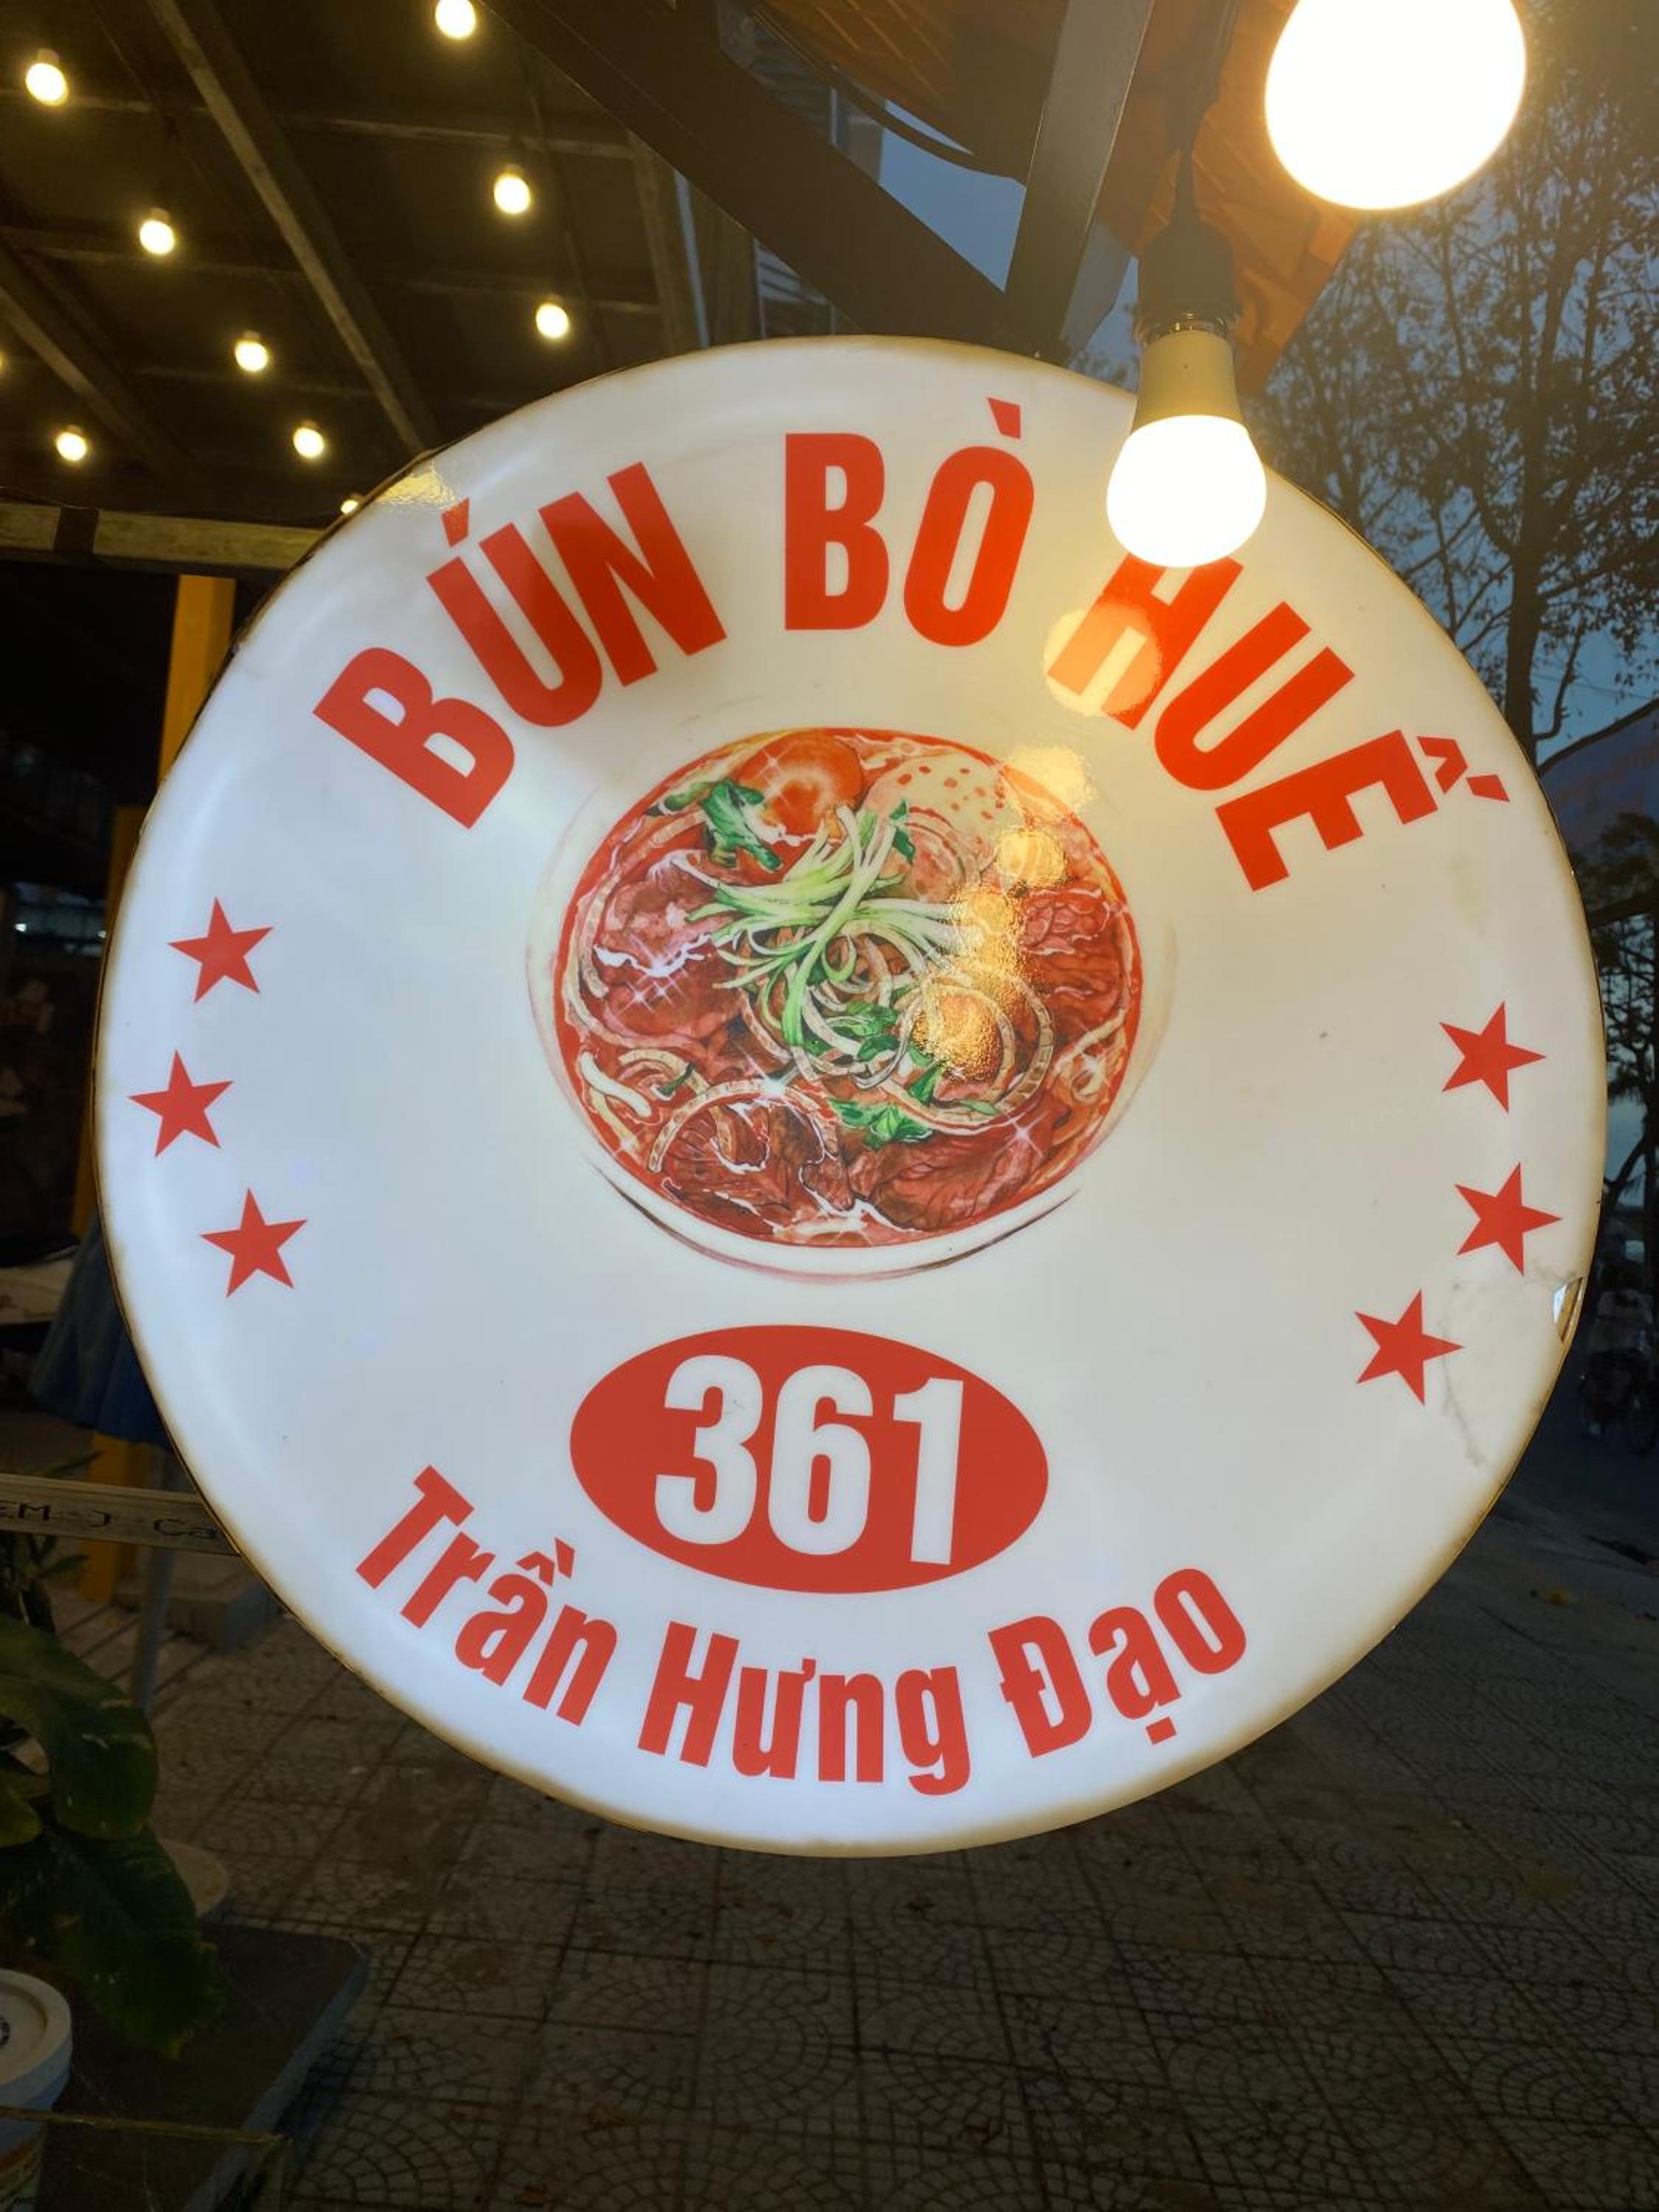 BÚN BÒ HUẾ
361
Trần Hưng Đạo